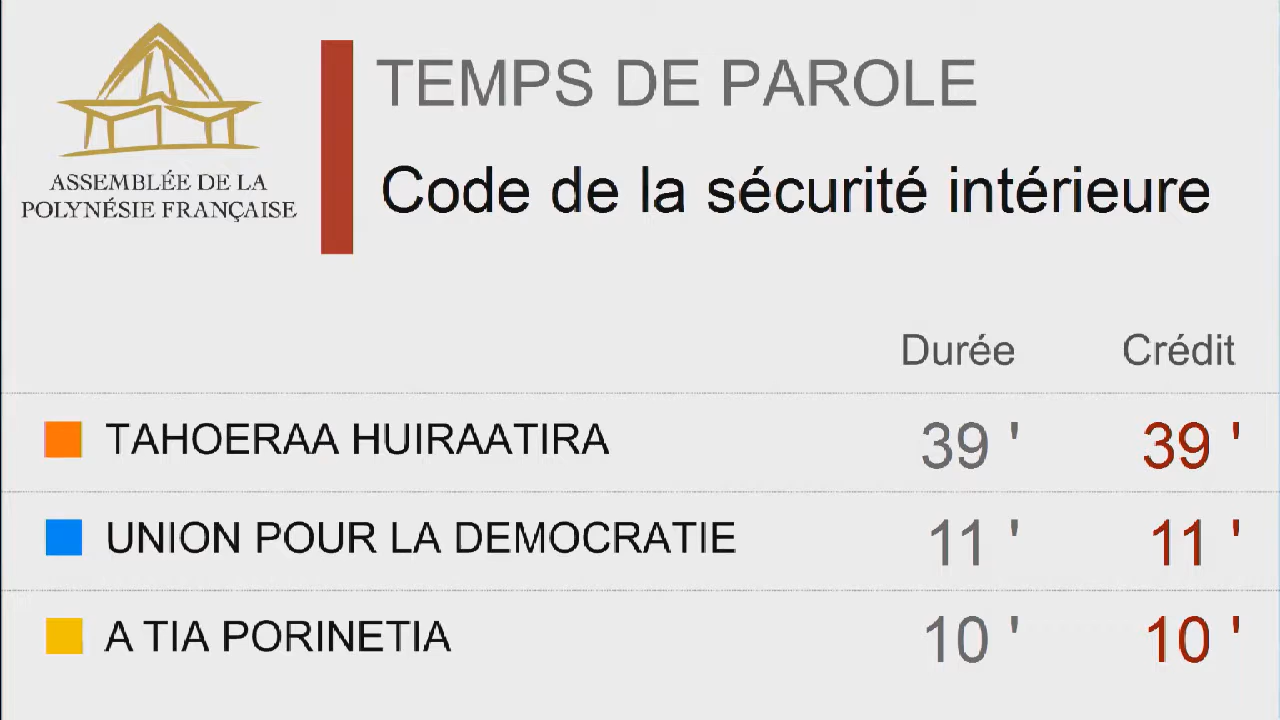 ASSEMBLÉE DE LA
POLYNÉSIE FRANÇAISE
TEMPS DE PAROLE
Code de la sécurité intérieure
Durée Crédit
TAHOERAA HUIRAATIRA 39 ' 39 '
UNION POUR LA DEMOCRATIE 11 ' 11 '
A TIA PORINETIA 10 ' 10 '